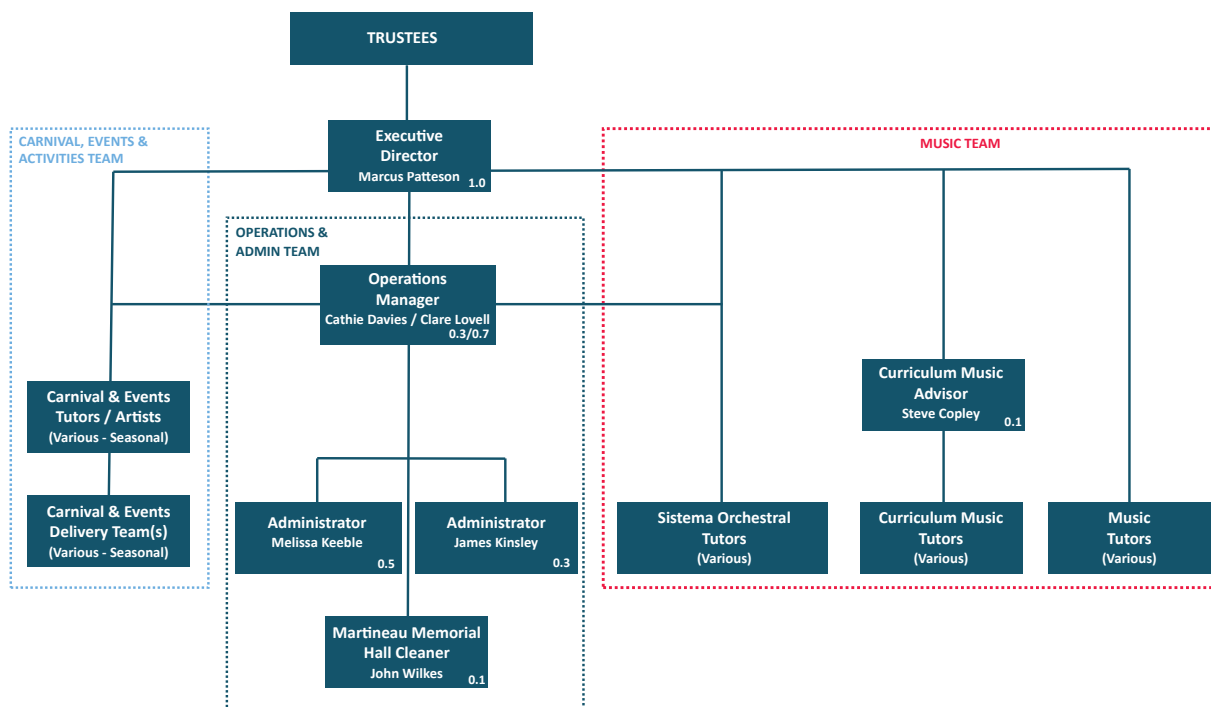 TRUSTEES
CARNIVAL, EVENTS &
ACTIVITIES TEAM
Executive
Director
Marcus Patteson
1.0
MUSIC TEAM
OPERATIONS &
ADMIN TEAM
Operations
Manager
Cathie Davies / Clare Lovell
0.3/0.7
Carnival & Events
Tutors / Artists
(Various - Seasonal)
Curriculum Music
Advisor
Steve Copley
0.1
Carnival & Events
Delivery Team(s)
(Various - Seasonal)
Administrator
Melissa Keeble
0.5
Administrator
James Kinsley
0.3
Sistema Orchestral
Tutors
(Various)
Curriculum Music
Tutors
(Various)
Music
Tutors
(Various)
Martineau Memorial
Hall Cleaner
John Wilkes
0.1